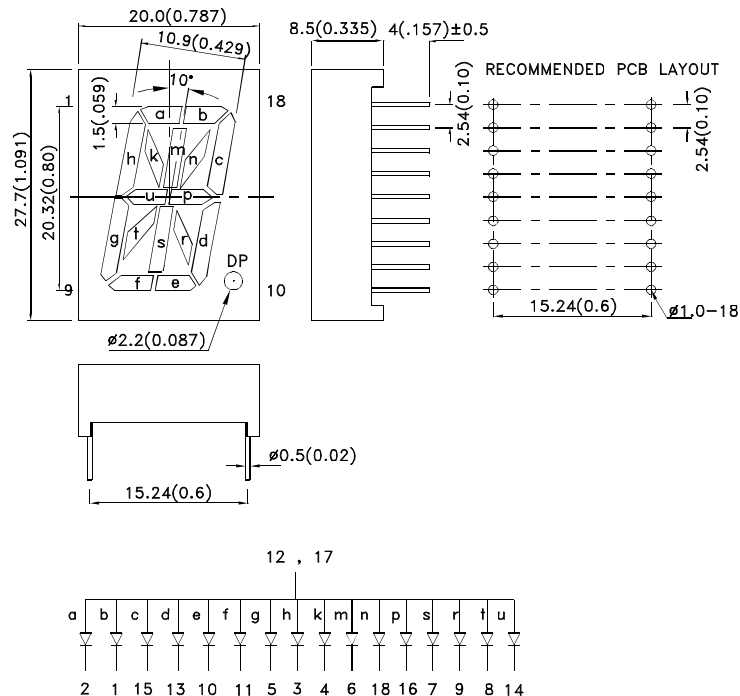 20.0(0.787)
10.9(0.429)
10°
1.5(.059)
1
18
a b
h k m n c
u p
g t s r d
f e
DP
9
10
27.7(1.091)
20.32(0.80)
ø2.2(0.087)
8.5(0.335)
4(.157)±0.5
2.54(0.10)
RECOMMENDED PCB LAYOUT
2.54(0.10)
15.24(0.6)
ø1.0-18
ø0.5(0.02)
15.24(0.6)
12 , 17
a b c d e f g h k m n p s r t u
2 1 15 13 10 11 5 3 4 6 18 16 7 9 8 14